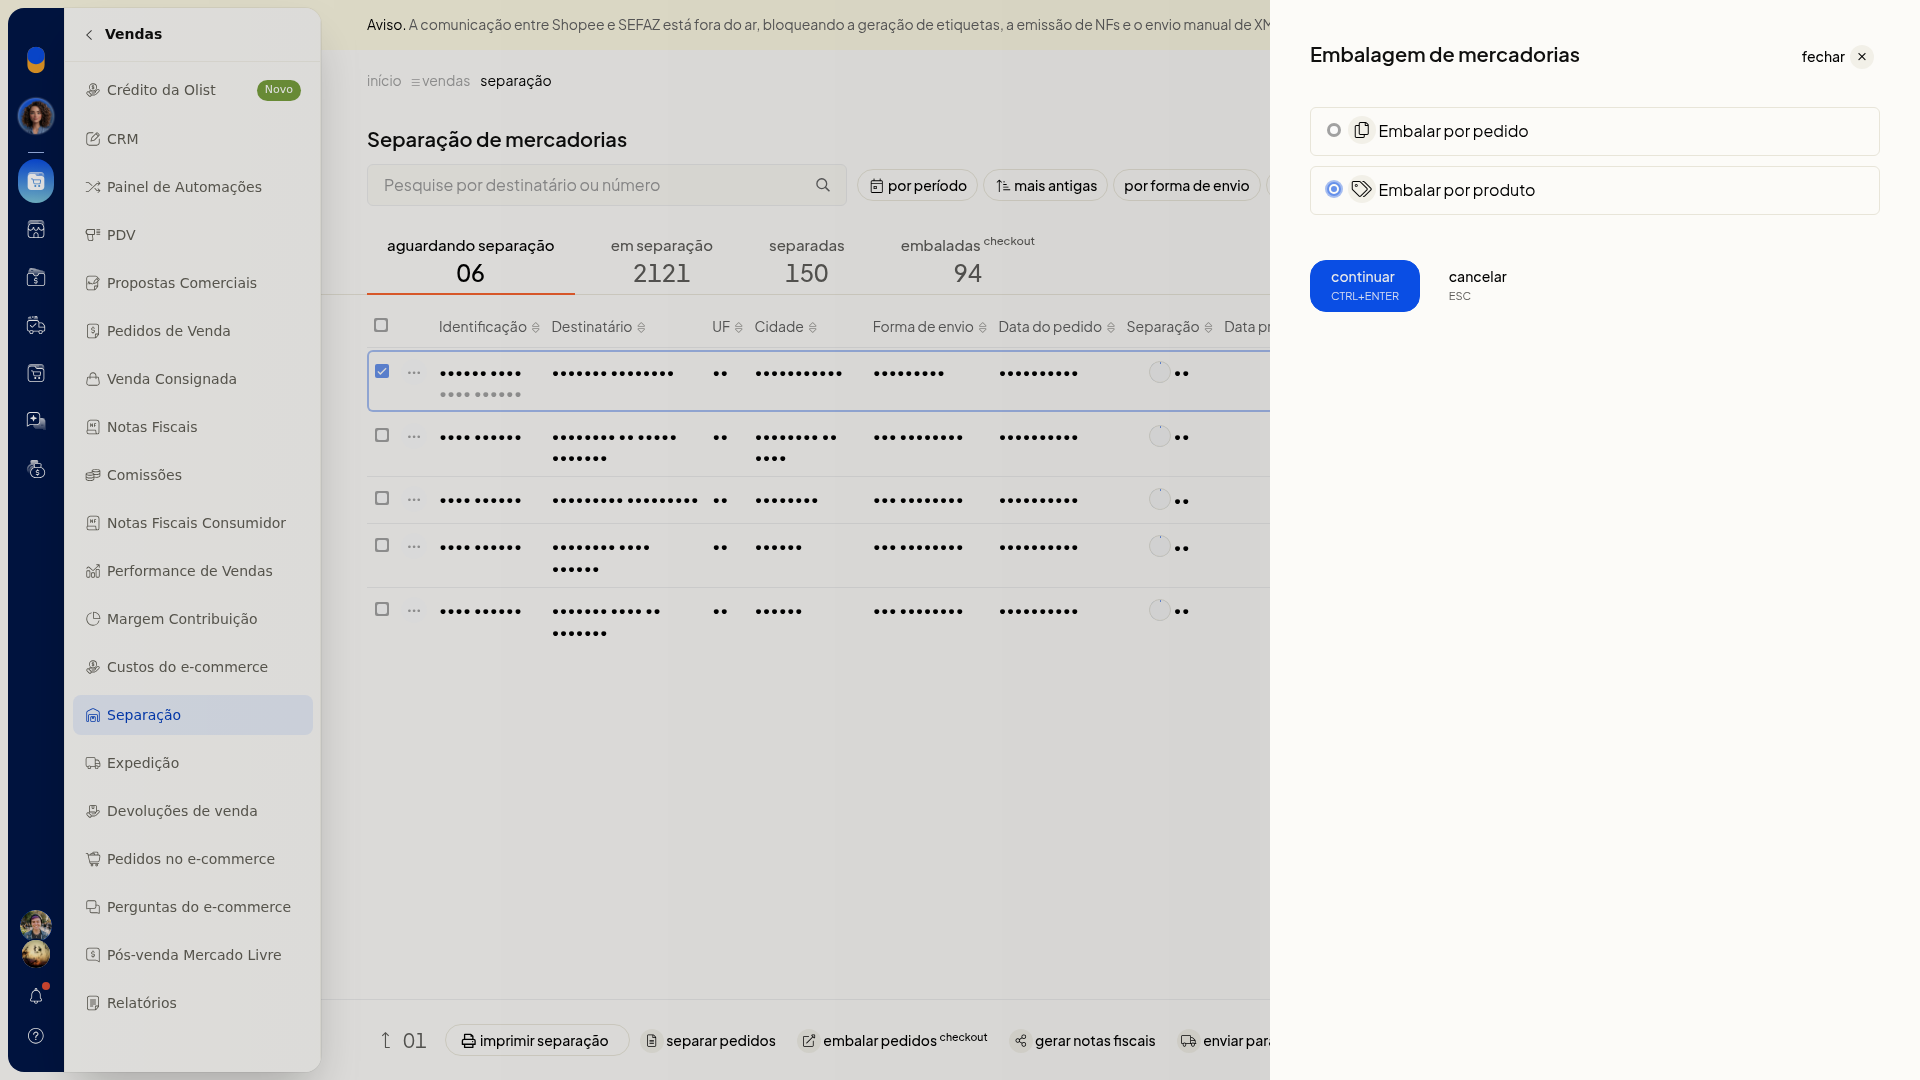 Vendas
Crédito da Olist Novo
CRM
Painel de Automações
PDV
Propostas Comerciais
Pedidos de Venda
Venda Consignada
Notas Fiscais
Comissões
Notas Fiscais Consumidor
Performance de Vendas
Margem Contribuição
Custos do e-commerce
Separação
Expedição
Devoluções de venda
Pedidos no e-commerce
Perguntas do e-commerce
Pós-venda Mercado Livre
Relatórios
Aviso. A comunicação entre Shopee e SEFAZ está fora do ar, bloqueando a geração de etiquetas, a emissão de NFs e o envio manual de
início vendas separação
Separação de mercadorias
Pesquise por destinatário ou número
por período mais antigas por forma de envio
aguardando separação 06
em separação 2121
separadas 150
embaladas checkout 94
Identificação Destinatário UF Cidade Forma de envio Data do pedido Separação Data
01 imprimir separação separar pedidos embalar pedidos checkout gerar notas fiscais enviar
Embalagem de mercadorias
fechar
Embalar por pedido
Embalar por produto
continuar cancelar
CTRL+ENTER ESC